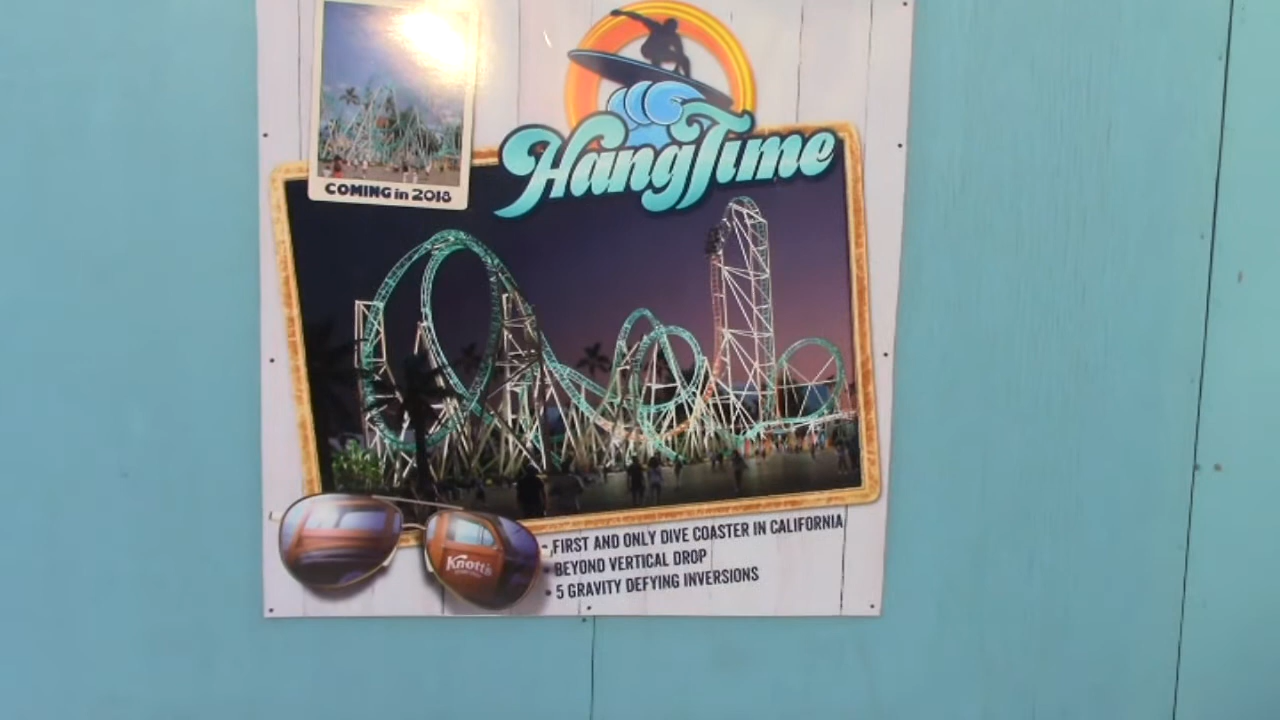 HangTime
COMING in 2018
Knott's
- FIRST AND ONLY DIVE COASTER IN CALIFORNIA
• BEYOND VERTICAL DROP
• 5 GRAVITY DEFYING INVERSIONS